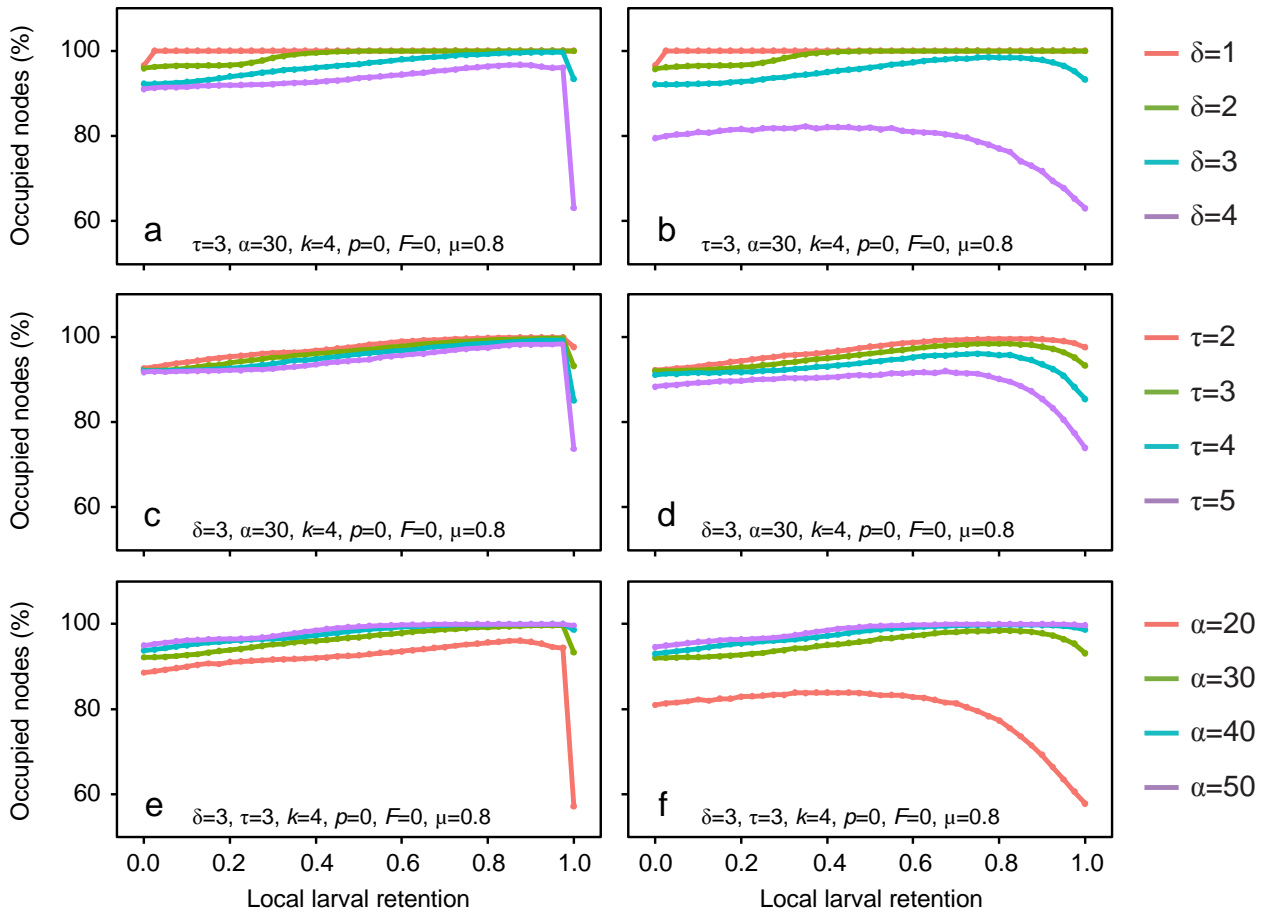 Occupied nodes (%)
100
80
60
a
τ=3, α=30, k=4, p=0, F=0, μ=0.8
b
τ=3, α=30, k=4, p=0, F=0, μ=0.8
δ=1
δ=2
δ=3
δ=4
Occupied nodes (%)
100
80
60
c
δ=3, α=30, k=4, p=0, F=0, μ=0.8
d
δ=3, α=30, k=4, p=0, F=0, μ=0.8
τ=2
τ=3
τ=4
τ=5
Occupied nodes (%)
100
80
60
e
δ=3, τ=3, k=4, p=0, F=0, μ=0.8
f
δ=3, τ=3, k=4, p=0, F=0, μ=0.8
α=20
α=30
α=40
α=50
0.0 0.2 0.4 0.6 0.8 1.0
0.0 0.2 0.4 0.6 0.8 1.0
Local larval retention
Local larval retention